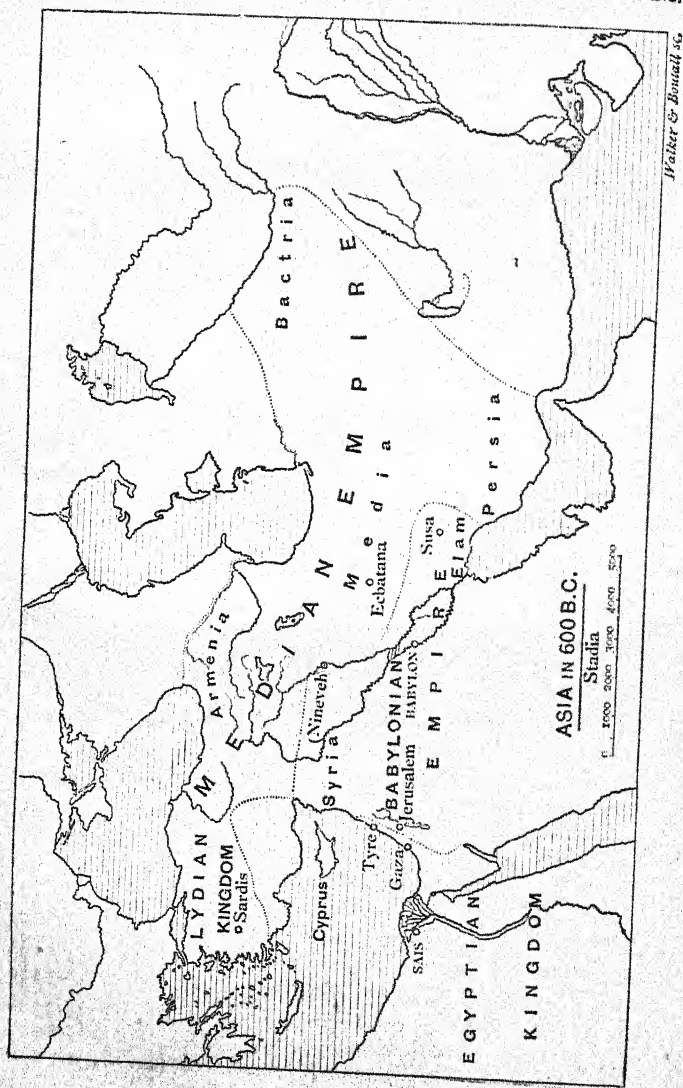 LYDIAN
KINGDOM
Sardis
Cyprus
Armenia
MEDIAN EMPIRE
Media
Ecbatana
Bactria
(Nineveh)
Syria
Tyre
Gaza
Jerusalem
BABYLONIAN
EMPIRE
BABYLON
Susa
Elam
Persia
SAIS
EGYPTIAN
KINGDOM
ASIA IN 600 B.C.
Stadia
0 1000 2000 3000 4000 5000
Walker & Boutall sc.